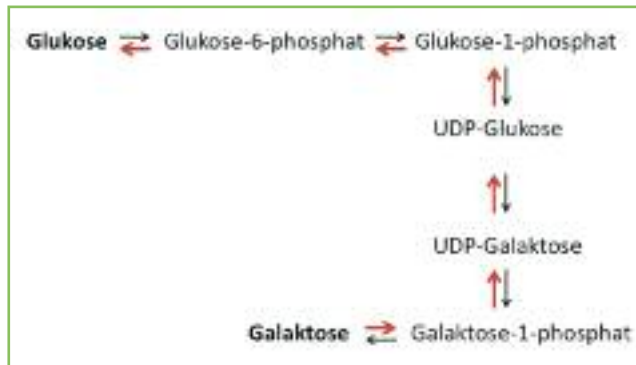 Glukose Glukose-6-phosphat Glukose-1-phosphat
UDP-Glukose
UDP-Galaktose
Galaktose Galaktose-1-phosphat